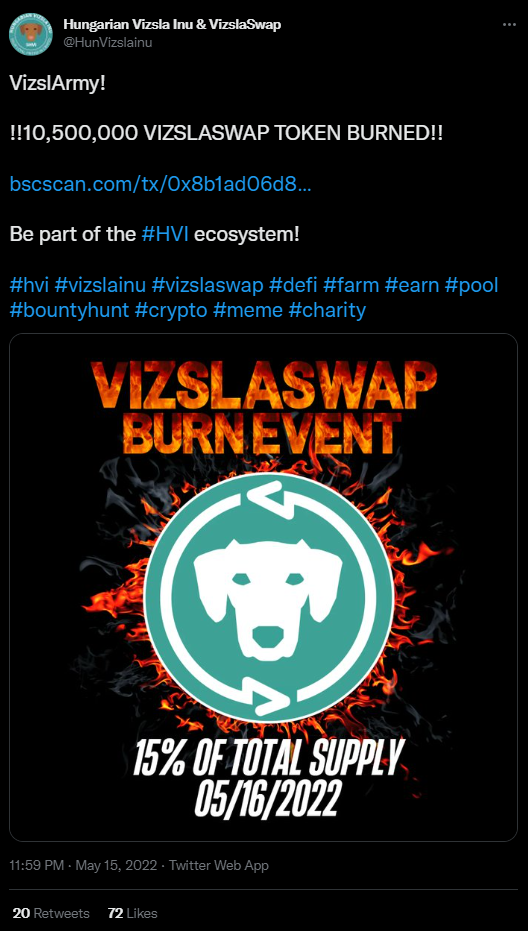 Hungarian Vizsla Inu & VizslaSwap
@HunVizslainu
VizslArmy!
!!10,500,000 VIZSLASWAP TOKEN BURNED!!
bscscan.com/tx/0x8b1ad06d8...
Be part of the #HVI ecosystem!
#hvi #vizslainu #vizslaswap #defi #farm #earn #pool
#bountyhunt #crypto #meme #charity
VIZSLASWAP
BURN EVENT
15% OF TOTAL SUPPLY
05/16/2022
11:59 PM · May 15, 2022 · Twitter Web App
20 Retweets 72 Likes